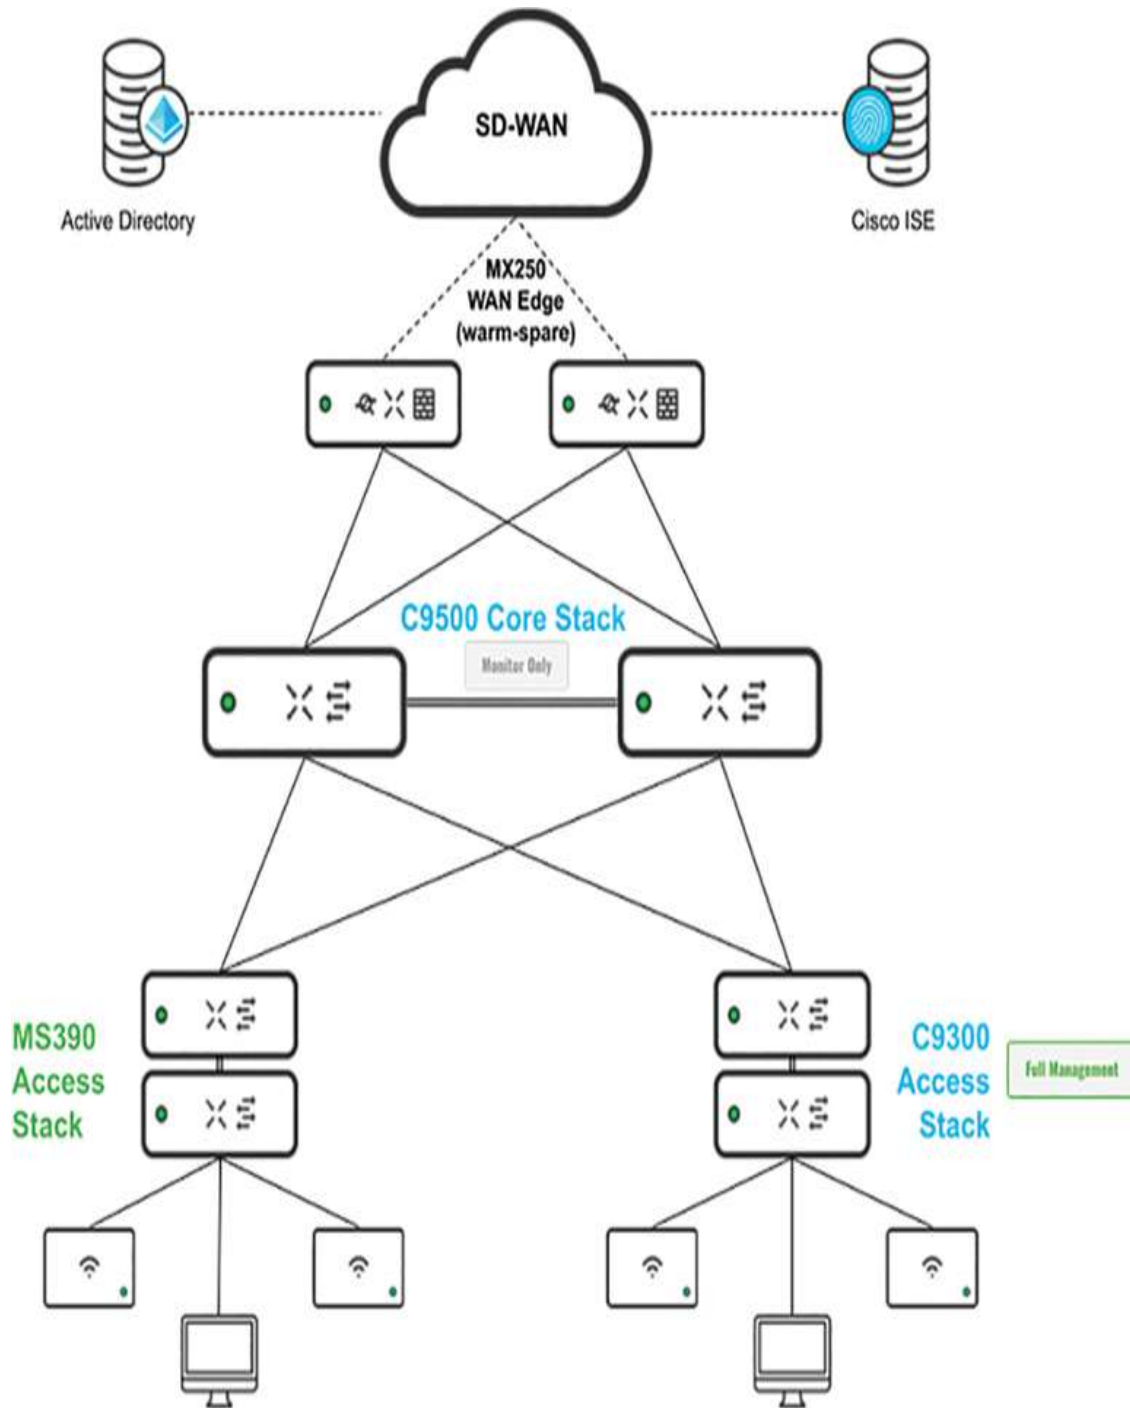 SD-WAN
Active Directory
Cisco ISE
MX250
WAN Edge
(warm-spare)
C9500 Core Stack
Monitor Only
MS390
Access
Stack
C9300
Access
Stack
Full Management